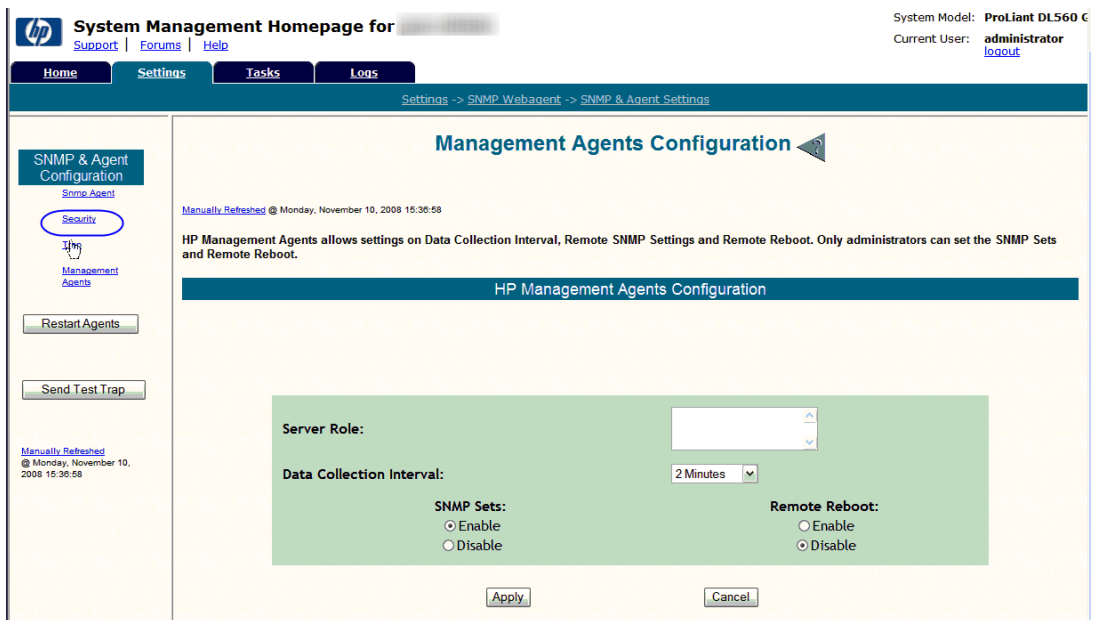 hp
System Management Homepage for
Support | Forums | Help
System Model: ProLiant DL560 G
Current User: administrator
logout
Home Settings Tasks Logs
Settings -> SNMP Webagent -> SNMP & Agent Settings
SNMP & Agent
Configuration
Snmp Agent
Security
Management
Agents
Restart Agents
Send Test Trap
Manually Refreshed
@ Monday, November 10,
2008 15:36:58
Management Agents Configuration ?
Manually Refreshed @ Monday, November 10, 2008 15:36:58
HP Management Agents allows settings on Data Collection Interval, Remote SNMP Settings and Remote Reboot. Only administrators can set the SNMP Sets
and Remote Reboot.
HP Management Agents Configuration
Server Role:
Data Collection Interval: 2 Minutes
SNMP Sets: Remote Reboot:
Enable Enable
Disable Disable
Apply Cancel